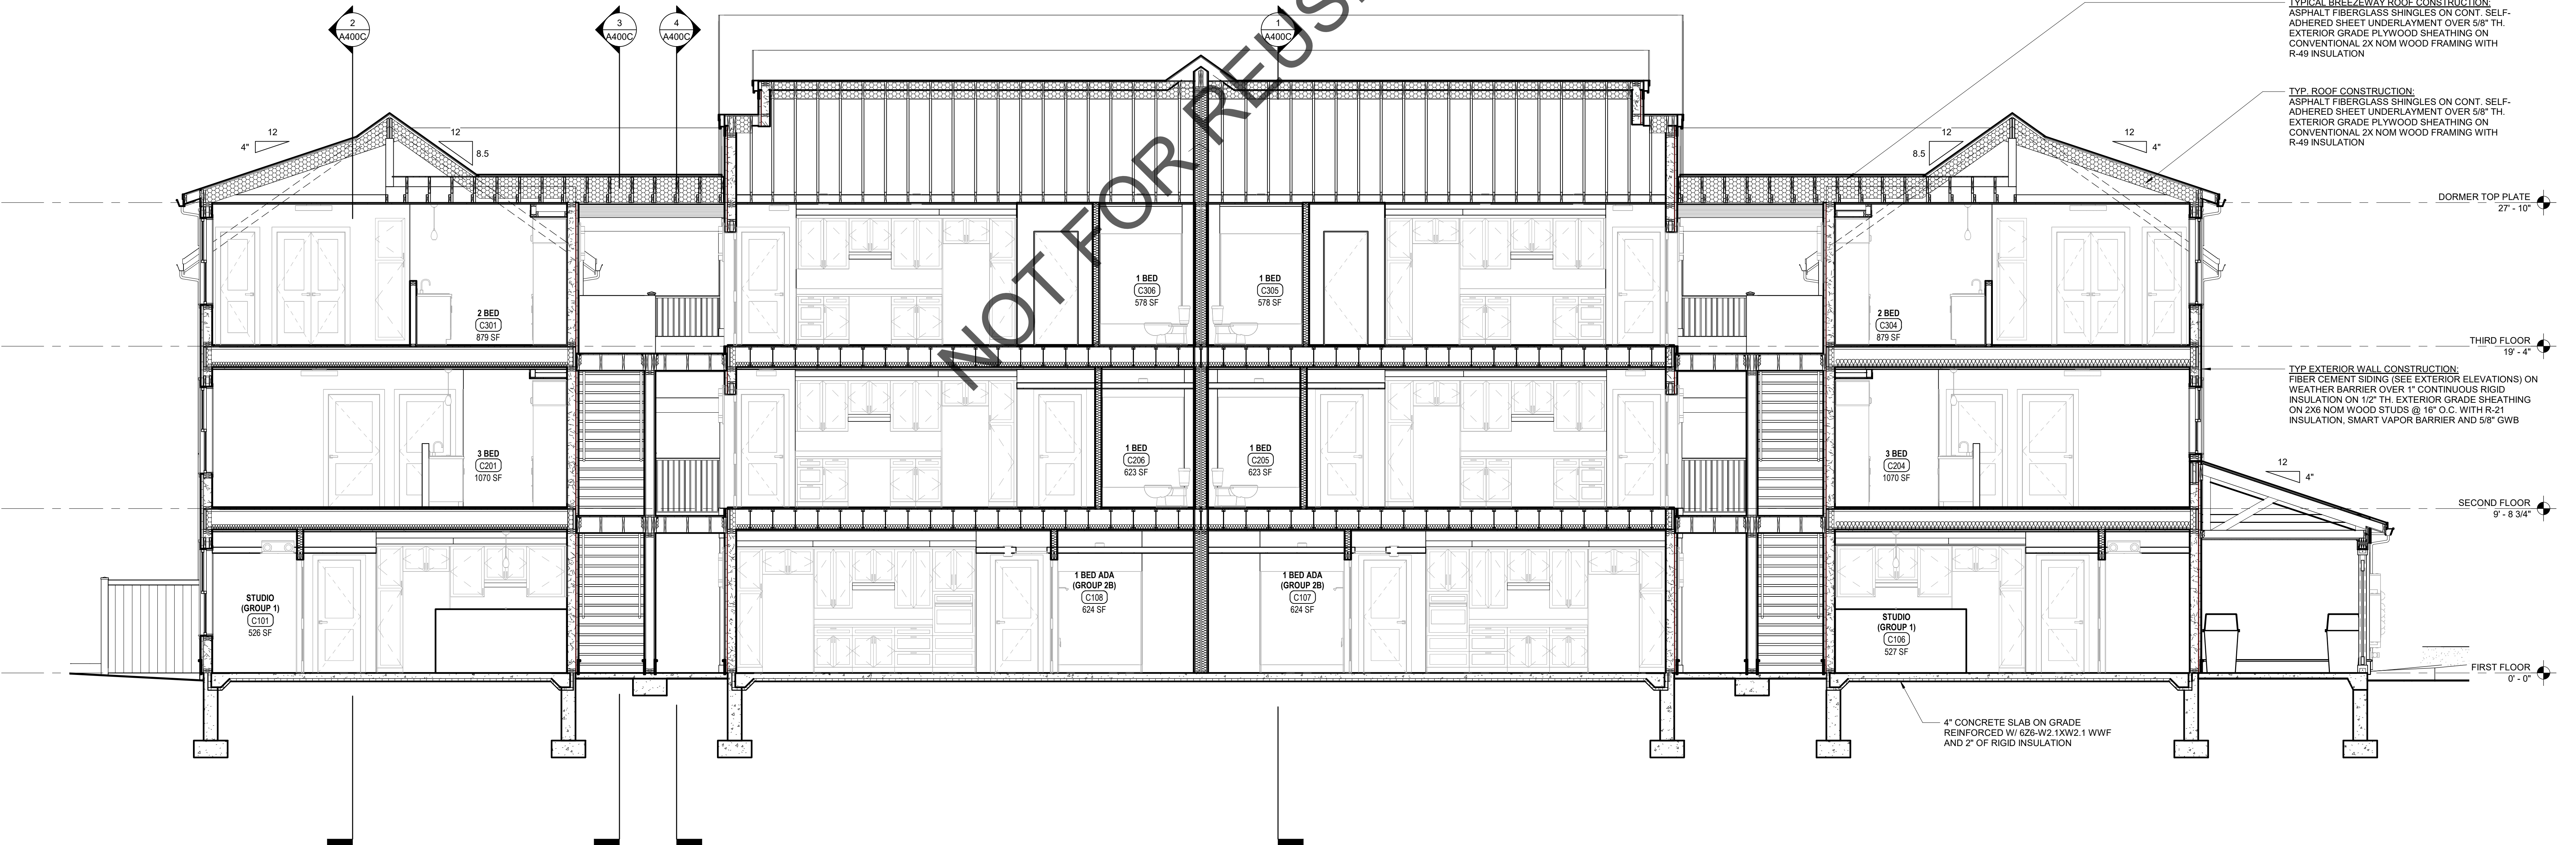 2
A400C
3
A400C
4
A400C
1
A400C
NOT FOR REUSE
TYPICAL BREEZEWAY ROOF CONSTRUCTION:
ASPHALT FIBERGLASS SHINGLES ON CONT. SELF-
ADHERED SHEET UNDERLAYMENT OVER 5/8" TH.
EXTERIOR GRADE PLYWOOD SHEATHING ON
CONVENTIONAL 2X NOM WOOD FRAMING WITH
R-49 INSULATION
TYP. ROOF CONSTRUCTION:
ASPHALT FIBERGLASS SHINGLES ON CONT. SELF-
ADHERED SHEET UNDERLAYMENT OVER 5/8" TH.
EXTERIOR GRADE PLYWOOD SHEATHING ON
CONVENTIONAL 2X NOM WOOD FRAMING WITH
R-49 INSULATION
12
4"
12
8.5
12
8.5
12
4"
DORMER TOP PLATE
27' - 10"
2 BED
C301
879 SF
1 BED
C306
578 SF
1 BED
C305
578 SF
2 BED
C304
879 SF
THIRD FLOOR
19' - 4"
TYP EXTERIOR WALL CONSTRUCTION:
FIBER CEMENT SIDING (SEE EXTERIOR ELEVATIONS) ON
WEATHER BARRIER OVER 1" CONTINUOUS RIGID
INSULATION ON 1/2" TH. EXTERIOR GRADE SHEATHING
ON 2X6 NOM WOOD STUDS @ 16" O.C. WITH R-21
INSULATION, SMART VAPOR BARRIER AND 5/8" GWB
3 BED
C201
1070 SF
1 BED
C206
623 SF
1 BED
C205
623 SF
3 BED
C204
1070 SF
12
4"
SECOND FLOOR
9' - 8 3/4"
STUDIO
(GROUP 1)
C101
526 SF
1 BED ADA
(GROUP 2B)
C108
624 SF
1 BED ADA
(GROUP 2B)
C107
624 SF
STUDIO
(GROUP 1)
C106
527 SF
FIRST FLOOR
0' - 0"
4" CONCRETE SLAB ON GRADE
REINFORCED W/ 6Z6-W2.1XW2.1 WWF
AND 2" OF RIGID INSULATION